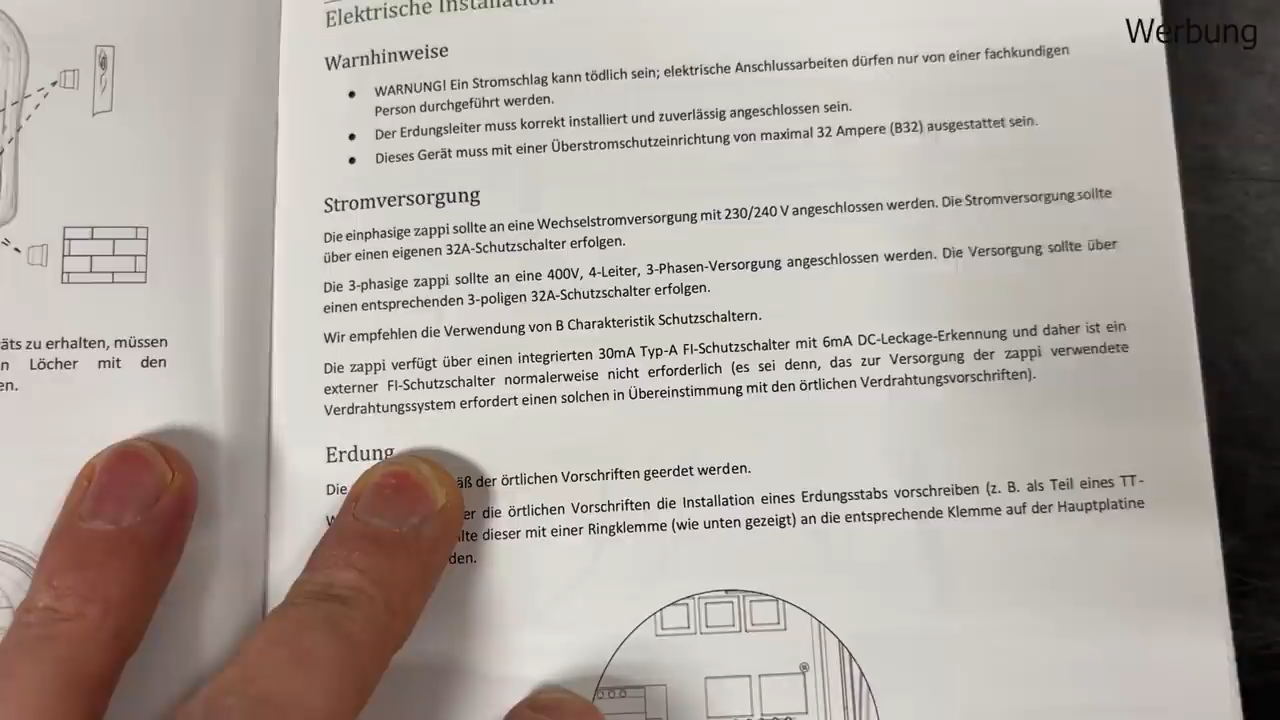 Werbung
Elektrische Installation
Warnhinweise
WARNUNG! Ein Stromschlag kann tödlich sein; elektrische Anschlussarbeiten dürfen nur von einer fachkundigen
Person durchgeführt werden.
Der Erdungsleiter muss korrekt installiert und zuverlässig angeschlossen sein.
Dieses Gerät muss mit einer Überstromschutzeinrichtung von maximal 32 Ampere (B32) ausgestattet sein.
Stromversorgung
Die einphasige zappi sollte an eine Wechselstromversorgung mit 230/240 V angeschlossen werden. Die Stromversorgung sollte
über einen eigenen 32A-Schutzschalter erfolgen.
Die 3-phasige zappi sollte an eine 400V, 4-Leiter, 3-Phasen-Versorgung angeschlossen werden. Die Versorgung sollte über
einen entsprechenden 3-poligen 32A-Schutzschalter erfolgen.
Wir empfehlen die Verwendung von B Charakteristik Schutzschaltern.
Die zappi verfügt über einen integrierten 30mA Typ-A FI-Schutzschalter mit 6mA DC-Leckage-Erkennung und daher ist ein
externer FI-Schutzschalter normalerweise nicht erforderlich (es sei denn, das zur Versorgung der zappi verwendete
Verdrahtungssystem erfordert einen solchen in Übereinstimmung mit den örtlichen Verdrahtungsvorschriften).
Erdung
Die äß der örtlichen Vorschriften geerdet werden.
er die örtlichen Vorschriften die Installation eines Erdungsstabs vorschreiben (z. B. als Teil eines TT-
lte dieser mit einer Ringklemme (wie unten gezeigt) an die entsprechende Klemme auf der Hauptplatine
den.
äts zu erhalten, müssen
n Löcher mit den
en.